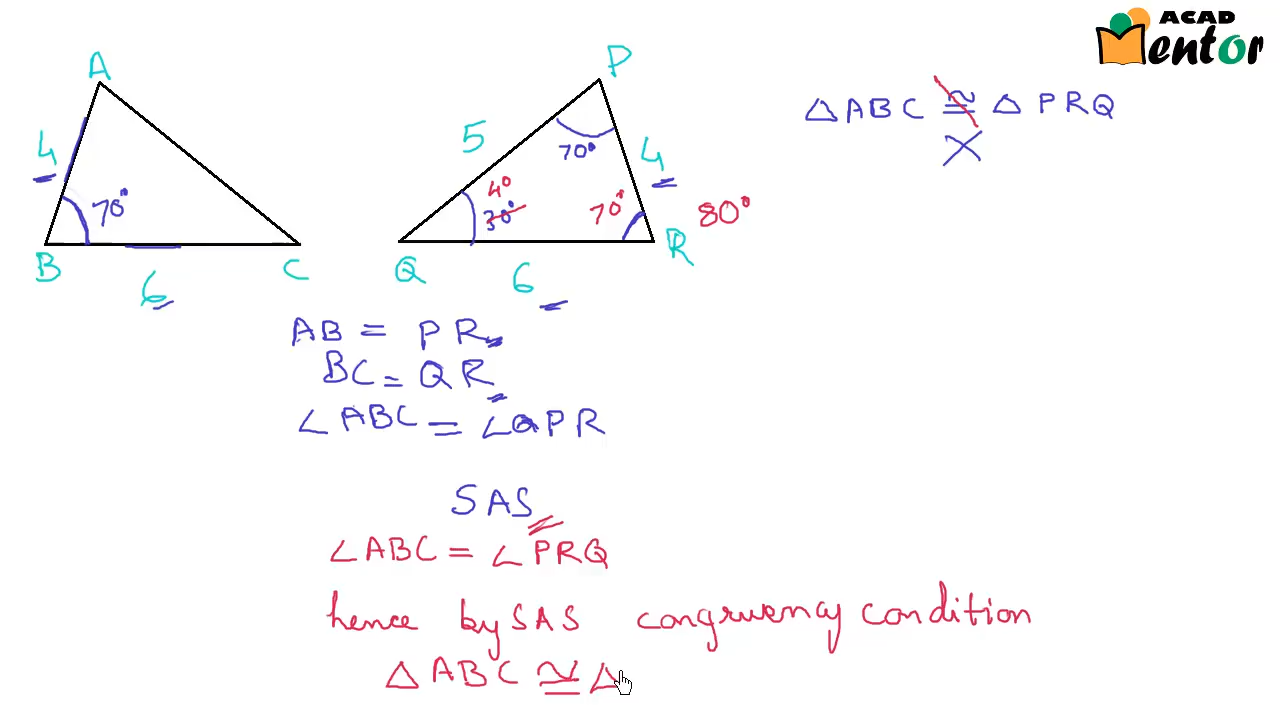 ACAD
Mentor
△ABC ≅ △PRQ
X
A
4
70°
B
6
C
P
5
70°
4
4°
30°
70°
80°
Q
6
R
AB = PR
BC = QR
∠ABC = ∠QPR
SAS
∠ABC = ∠PRQ
hence by SAS congruency condition
△ABC ≅ △